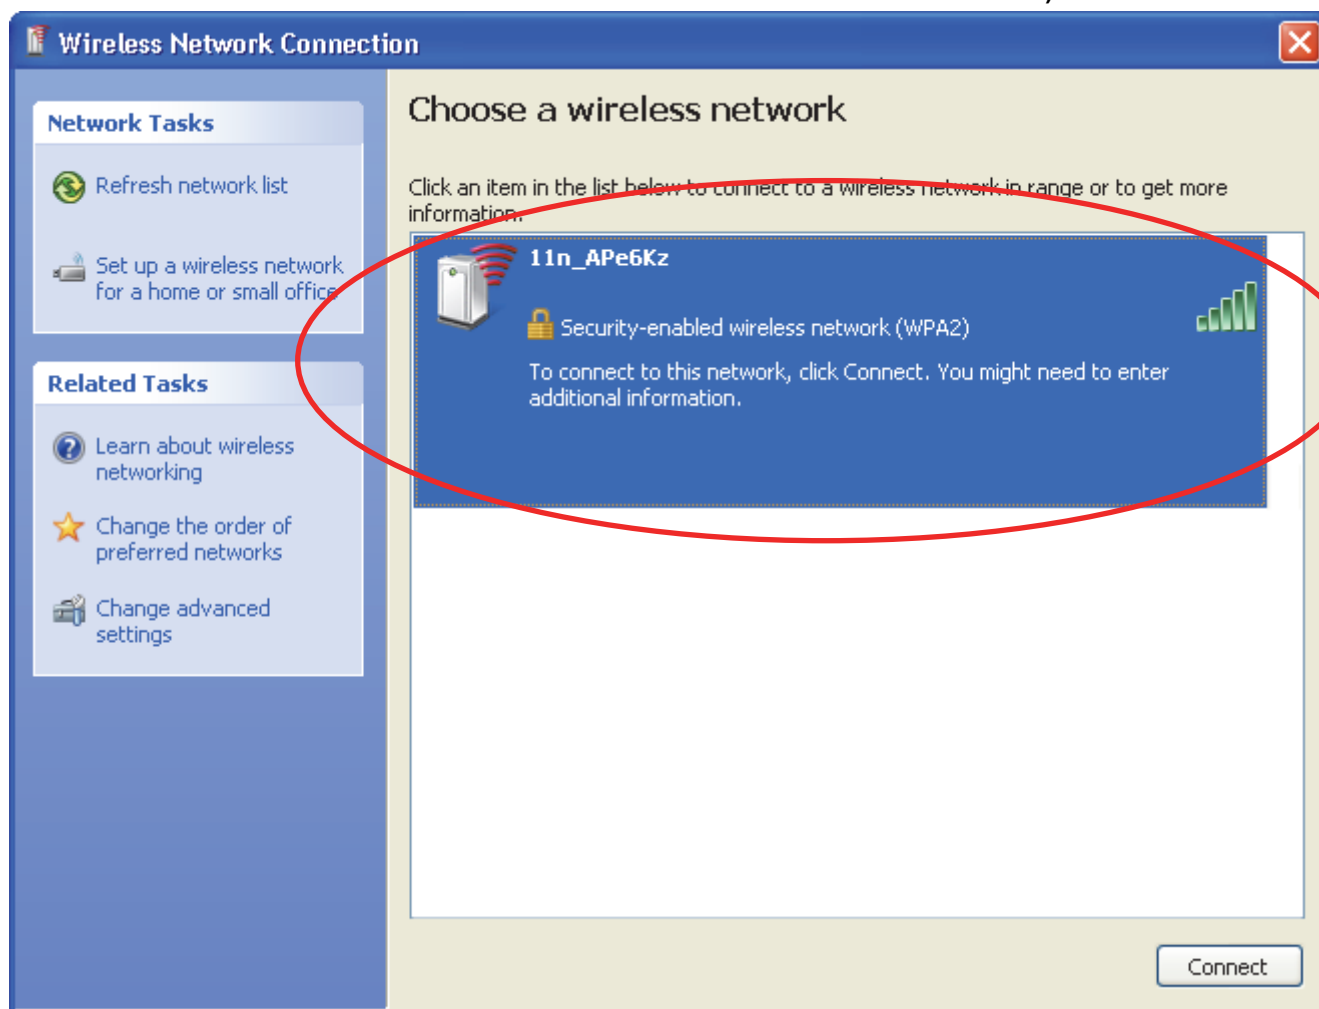 Wireless Network Connection
Network Tasks
Refresh network list
Set up a wireless network
for a home or small office
Related Tasks
Learn about wireless
networking
Change the order of
preferred networks
Change advanced
settings
Choose a wireless network
Click an item in the list below to connect to a wireless network in range or to get more
information.
11n_APe6Kz
Security-enabled wireless network (WPA2)
To connect to this network, click Connect. You might need to enter
additional information.
Connect